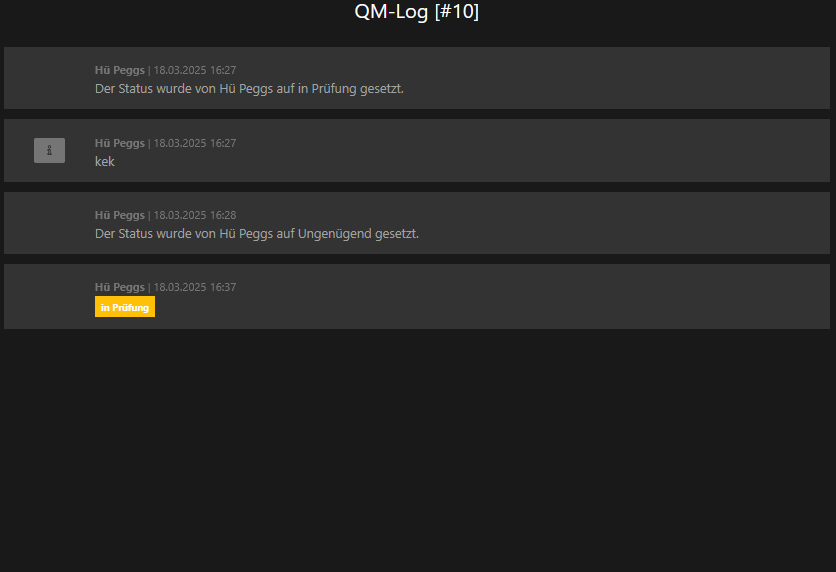 QM-Log [#10]
Hü Peggs | 18.03.2025 16:27
Der Status wurde von Hü Peggs auf in Prüfung gesetzt.
Hü Peggs | 18.03.2025 16:27
kek
Hü Peggs | 18.03.2025 16:28
Der Status wurde von Hü Peggs auf Ungenügend gesetzt.
Hü Peggs | 18.03.2025 16:37
in Prüfung